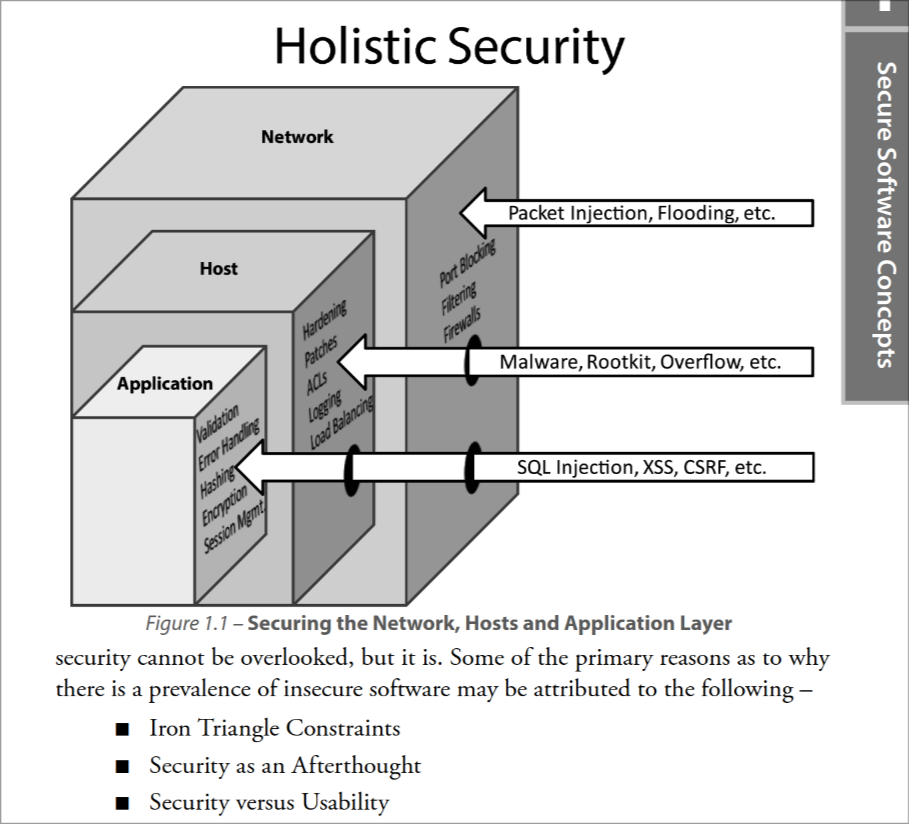 Holistic Security
Secure Software Concepts
Network
Packet Injection, Flooding, etc.
Port Blocking
Filtering
Firewalls
Host
Hardening
Patches
ACLs
Logging
Load Balancing
Malware, Rootkit, Overflow, etc.
Application
Validation
Error Handling
Hashing
Encryption
Session Mgmt.
SQL Injection, XSS, CSRF, etc.
Figure 1.1 – Securing the Network, Hosts and Application Layer
security cannot be overlooked, but it is. Some of the primary reasons as to why
there is a prevalence of insecure software may be attributed to the following –
■ Iron Triangle Constraints
■ Security as an Afterthought
■ Security versus Usability